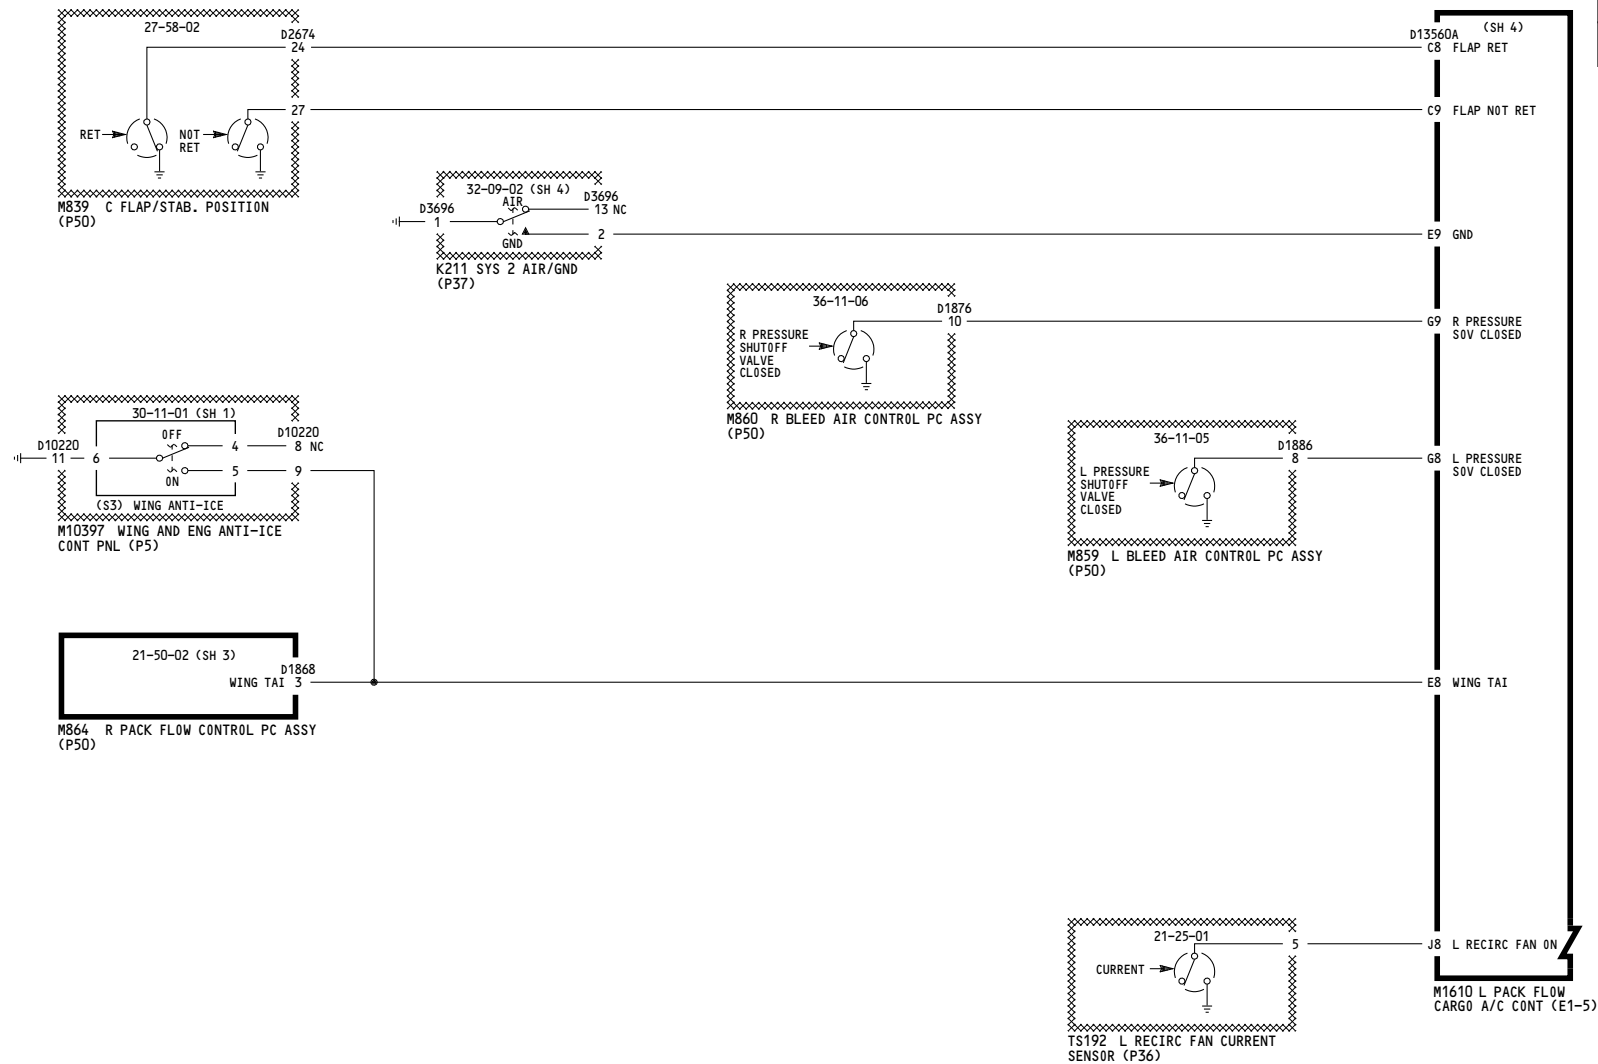 27-58-02
D2674
24
27
RET
NOT
RET
M839 C FLAP/STAB. POSITION
(P50)
32-09-02 (SH 4)
D3696
1
AIR
GND
D3696
13 NC
2
K211 SYS 2 AIR/GND
(P37)
36-11-06
D1876
10
R PRESSURE
SHUTOFF
VALVE
CLOSED
M860 R BLEED AIR CONTROL PC ASSY
(P50)
30-11-01 (SH 1)
D10220
11
6
OFF
ON
4
5
D10220
8 NC
9
(S3) WING ANTI-ICE
M10397 WING AND ENG ANTI-ICE
CONT PNL (P5)
36-11-05
D1886
8
L PRESSURE
SHUTOFF
VALVE
CLOSED
M859 L BLEED AIR CONTROL PC ASSY
(P50)
21-50-02 (SH 3)
D1868
WING TAI 3
M864 R PACK FLOW CONTROL PC ASSY
(P50)
21-25-01
5
CURRENT
TS192 L RECIRC FAN CURRENT
SENSOR (P36)
D13560A
(SH 4)
C8 FLAP RET
C9 FLAP NOT RET
E9 GND
G9 R PRESSURE
SOV CLOSED
G8 L PRESSURE
SOV CLOSED
E8 WING TAI
J8 L RECIRC FAN ON
M1610 L PACK FLOW
CARGO A/C CONT (E1-5)